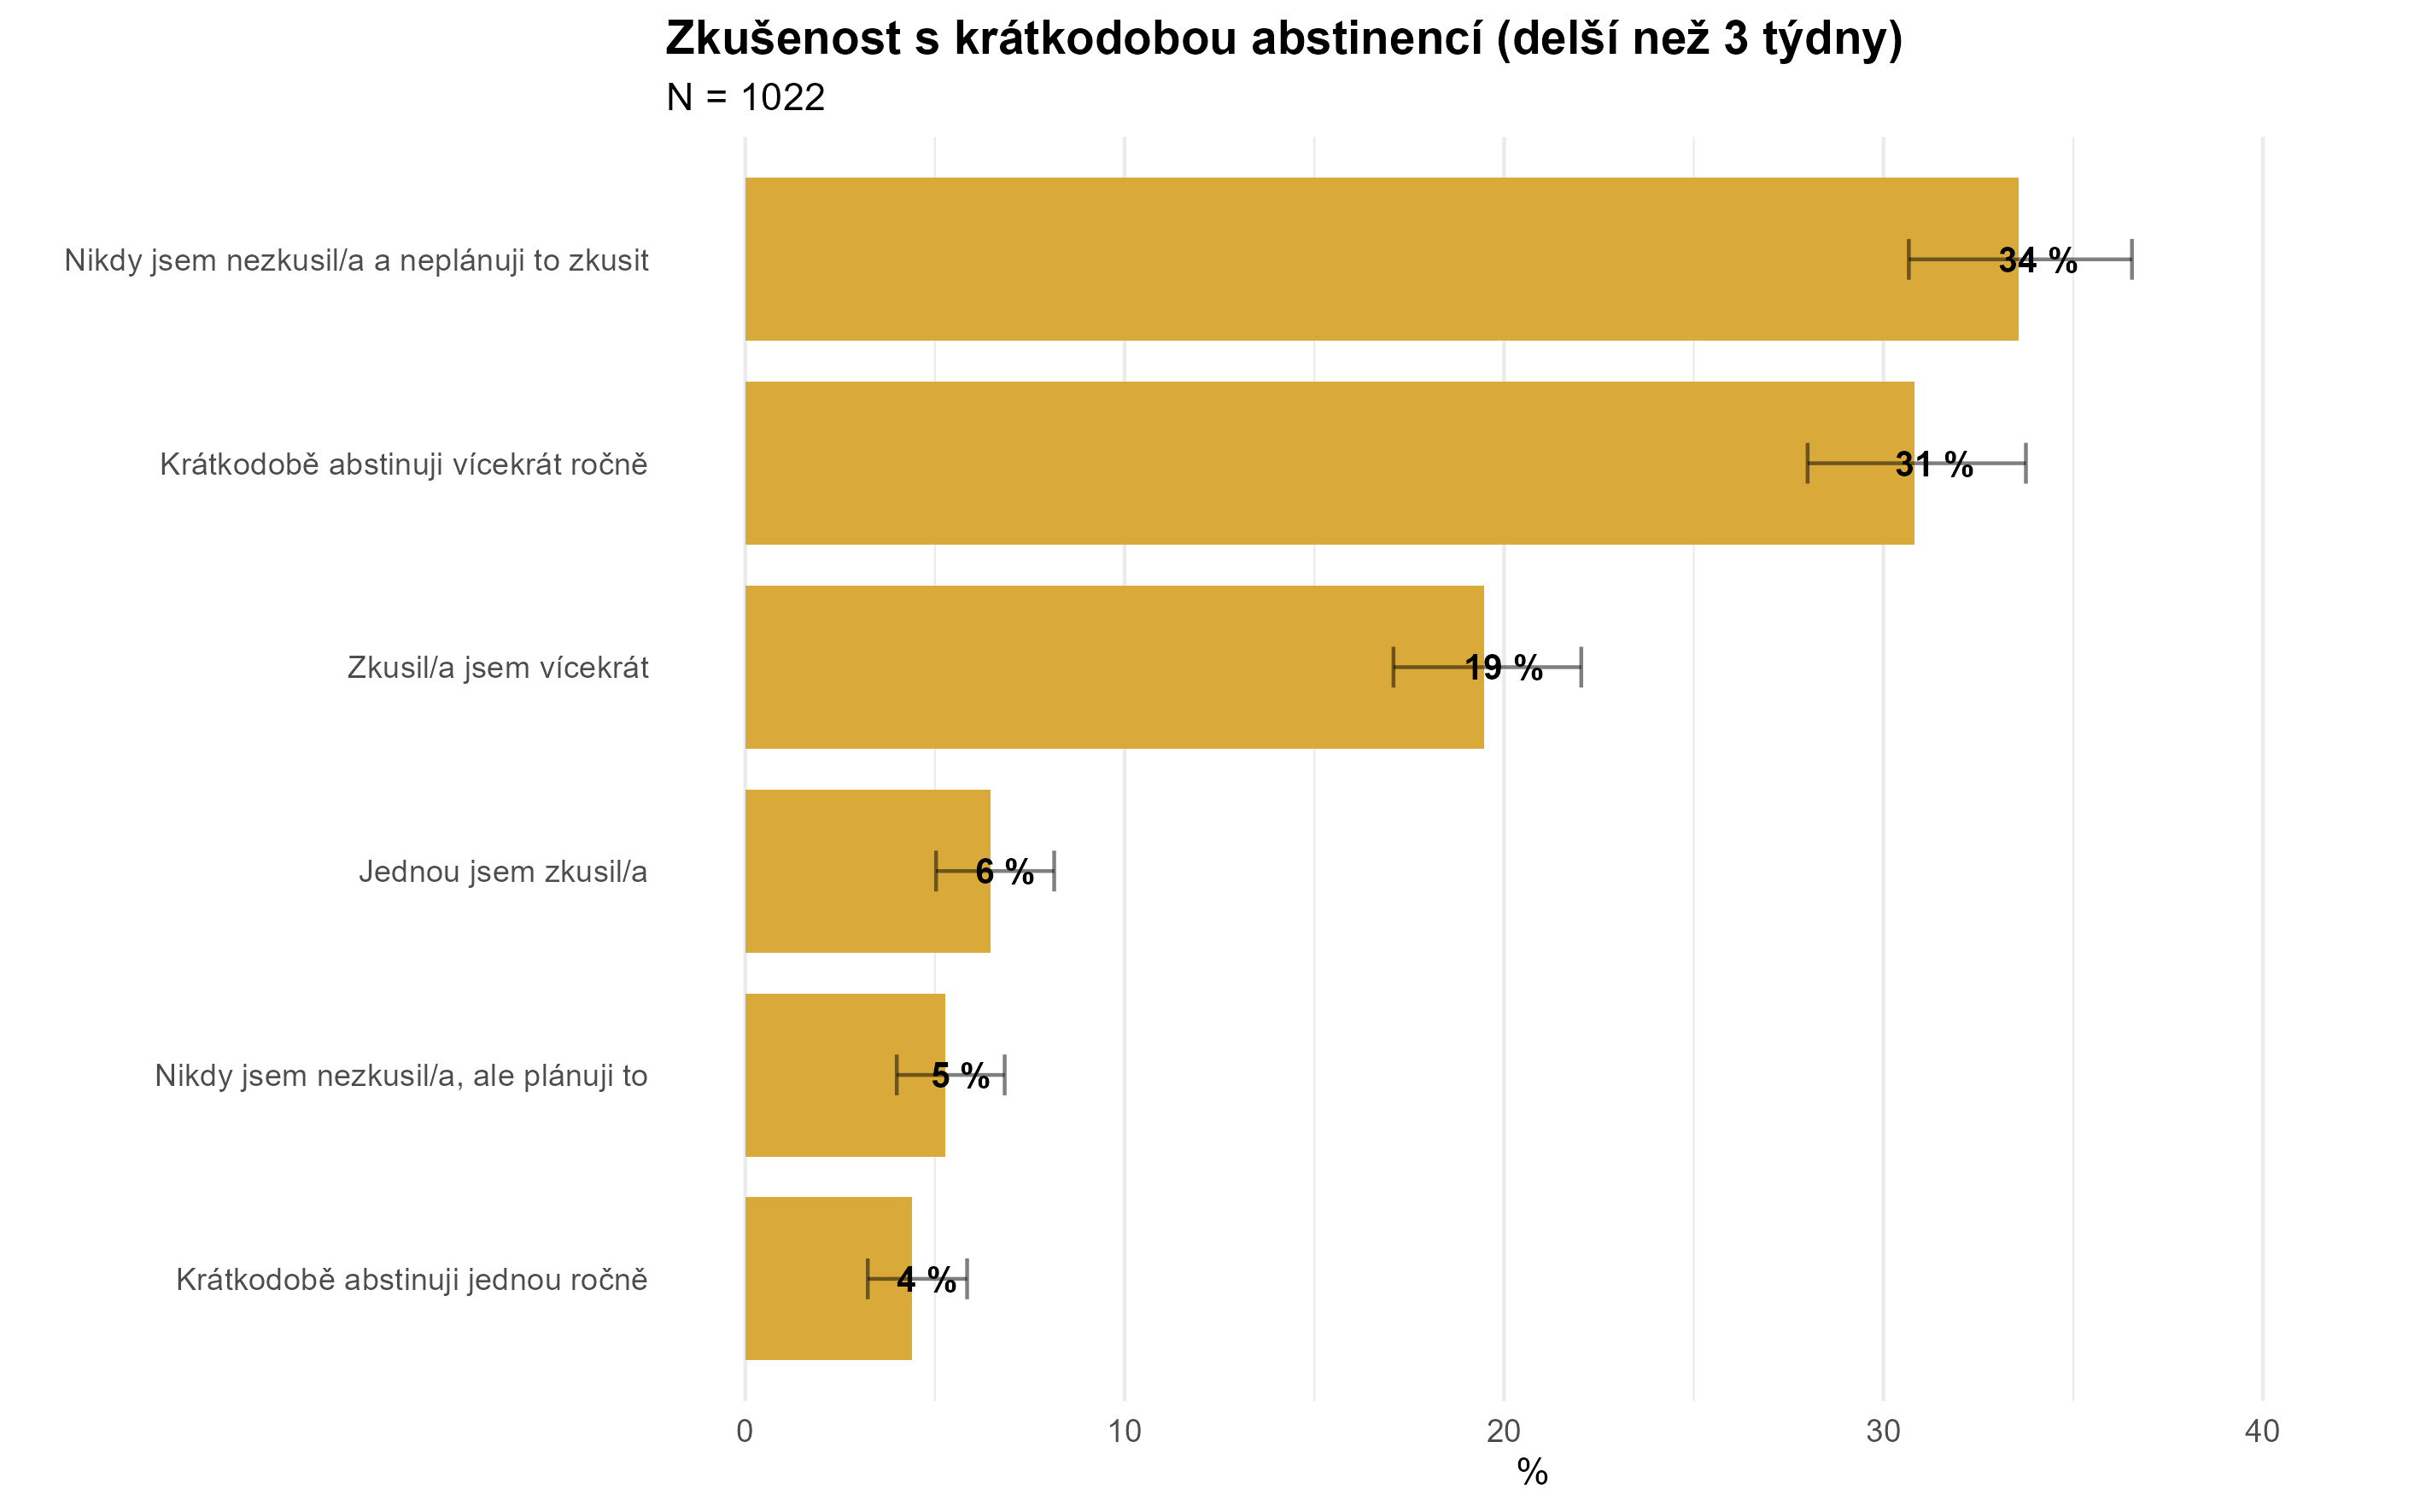 Zkušenost s krátkodobou abstinencí (delší než 3 týdny)
N = 1022
Nikdy jsem nezkusil/a a neplánuji to zkusit
34 %
Krátkodobě abstinuji vícekrát ročně
31 %
Zkusil/a jsem vícekrát
19 %
Jednou jsem zkusil/a
6 %
Nikdy jsem nezkusil/a, ale plánuji to
5 %
Krátkodobě abstinuji jednou ročně
4 %
0 10 20 30 40
%